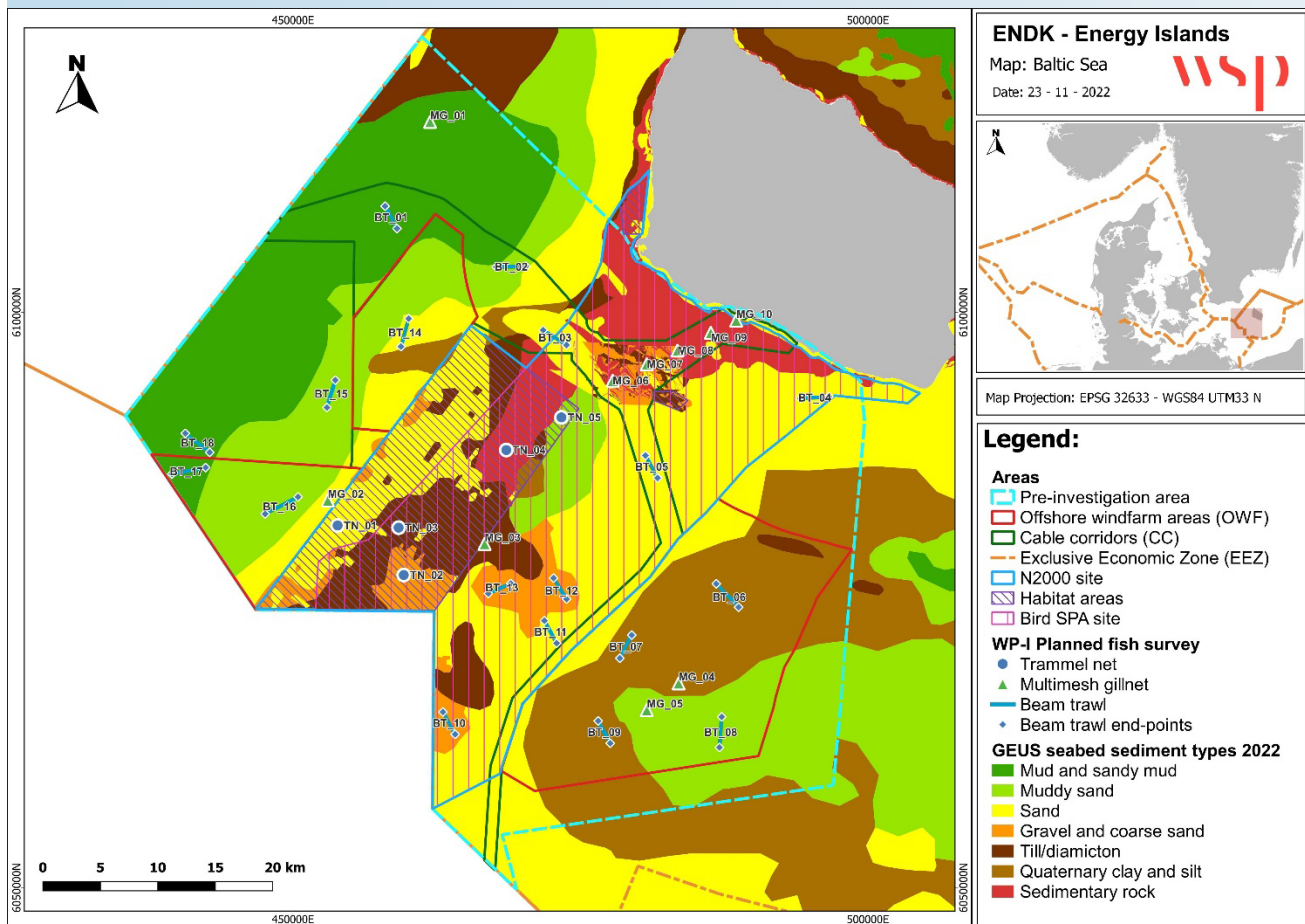 450000E
500000E
N
MG_01
BT_01
BT_02
6100000N
6100000N
BT_14
BT_03
MG_10
MG_09
MG_08
MG_07
MG_06
BT_15
BT_04
TN_05
BT_18
TN_04
BT_17
BT_05
MG_02
BT_16
TN_01
TN_03
MG_03
TN_02
BT_13
BT_12
BT_06
BT_11
BT_07
MG_04
MG_05
BT_10
BT_09
BT_08
0 5 10 15 20 km
6050000N
6050000N
450000E
500000E
ENDK - Energy Islands
Map: Baltic Sea
Date: 23 - 11 - 2022
wsp
N
Map Projection: EPSG 32633 - WGS84 UTM33 N
Legend:
Areas
Pre-investigation area
Offshore windfarm areas (OWF)
Cable corridors (CC)
Exclusive Economic Zone (EEZ)
N2000 site
Habitat areas
Bird SPA site
WP-I Planned fish survey
Trammel net
Multimesh gillnet
Beam trawl
Beam trawl end-points
GEUS seabed sediment types 2022
Mud and sandy mud
Muddy sand
Sand
Gravel and coarse sand
Till/diamicton
Quaternary clay and silt
Sedimentary rock